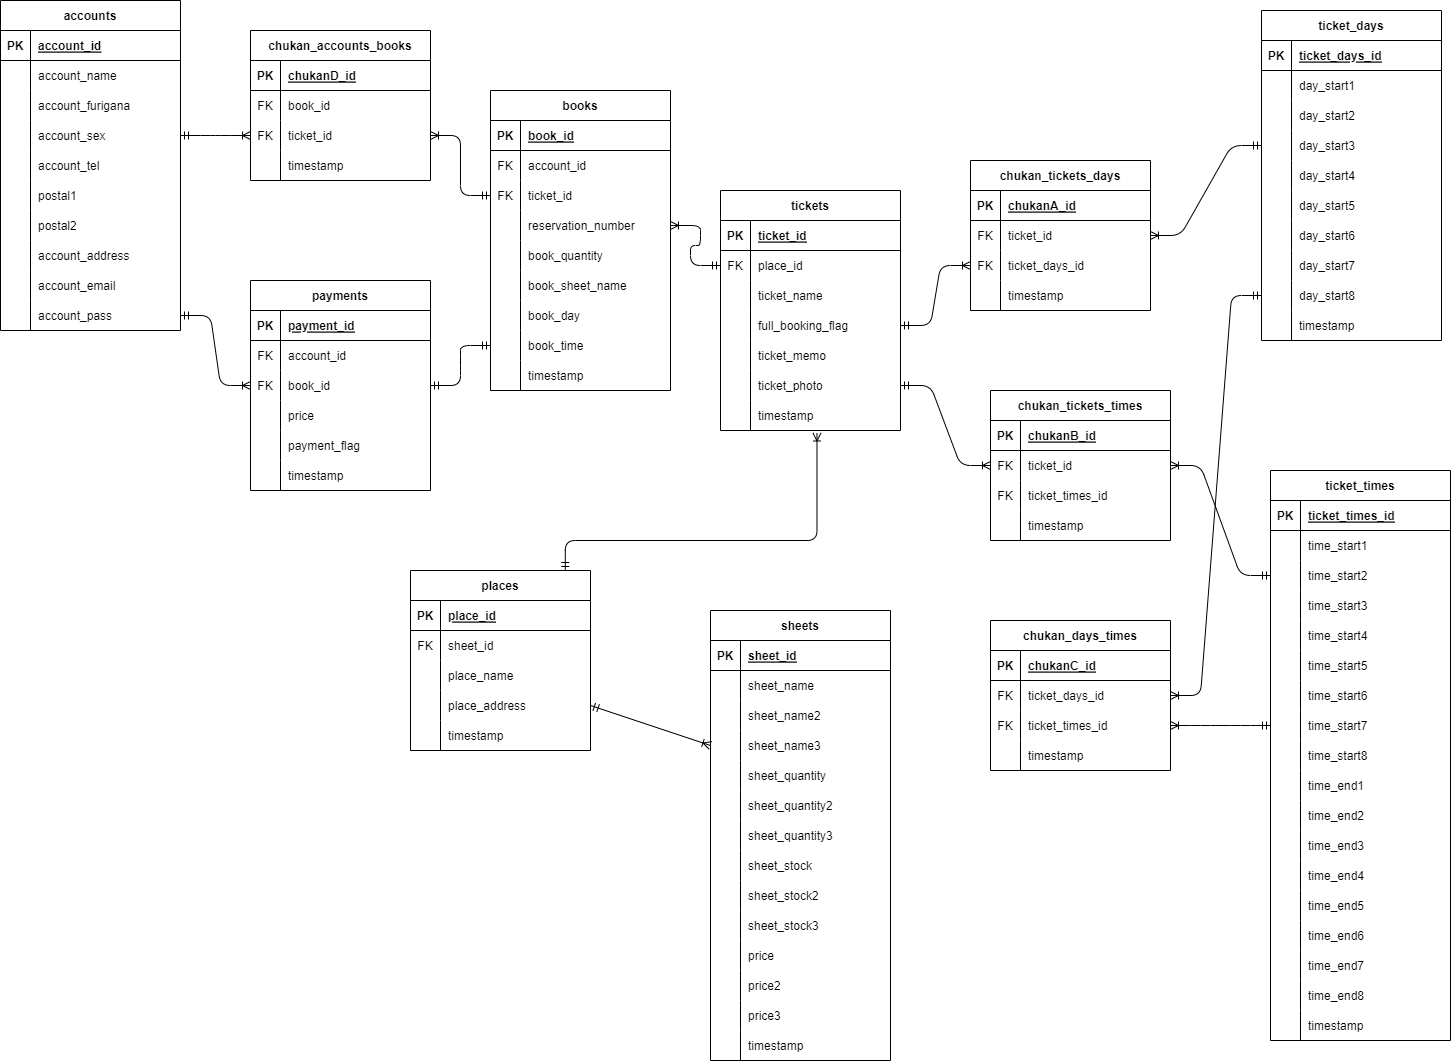 accounts
PK account_id
account_name
account_furigana
account_sex
account_tel
postal1
postal2
account_address
account_email
account_pass
chukan_accounts_books
PK chukanD_id
FK book_id
FK ticket_id
timestamp
payments
PK payment_id
FK account_id
FK book_id
price
payment_flag
timestamp
books
PK book_id
FK account_id
FK ticket_id
reservation_number
book_quantity
book_sheet_name
book_day
book_time
timestamp
tickets
PK ticket_id
FK place_id
ticket_name
full_booking_flag
ticket_memo
ticket_photo
timestamp
chukan_tickets_days
PK chukanA_id
FK ticket_id
FK ticket_days_id
timestamp
ticket_days
PK ticket_days_id
day_start1
day_start2
day_start3
day_start4
day_start5
day_start6
day_start7
day_start8
timestamp
chukan_tickets_times
PK chukanB_id
FK ticket_id
FK ticket_times_id
timestamp
ticket_times
PK ticket_times_id
time_start1
time_start2
time_start3
time_start4
time_start5
time_start6
time_start7
time_start8
time_end1
time_end2
time_end3
time_end4
time_end5
time_end6
time_end7
time_end8
timestamp
places
PK place_id
FK sheet_id
place_name
place_address
timestamp
sheets
PK sheet_id
sheet_name
sheet_name2
sheet_name3
sheet_quantity
sheet_quantity2
sheet_quantity3
sheet_stock
sheet_stock2
sheet_stock3
price
price2
price3
timestamp
chukan_days_times
PK chukanC_id
FK ticket_days_id
FK ticket_times_id
timestamp